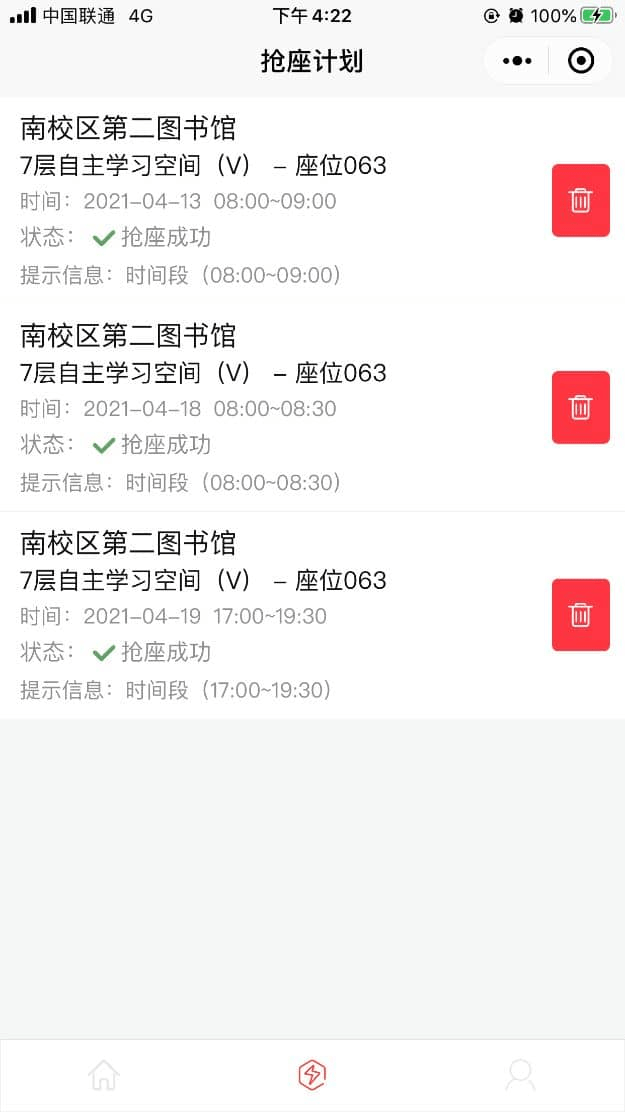 中国联通 4G 下午4:22 100%
抢座计划
南校区第二图书馆
7层自主学习空间（V） – 座位063
时间：2021–04–13 08:00~09:00
状态： 抢座成功
提示信息：时间段（08:00~09:00）
南校区第二图书馆
7层自主学习空间（V） – 座位063
时间：2021–04–18 08:00~08:30
状态： 抢座成功
提示信息：时间段（08:00~08:30）
南校区第二图书馆
7层自主学习空间（V） – 座位063
时间：2021–04–19 17:00~19:30
状态： 抢座成功
提示信息：时间段（17:00~19:30）